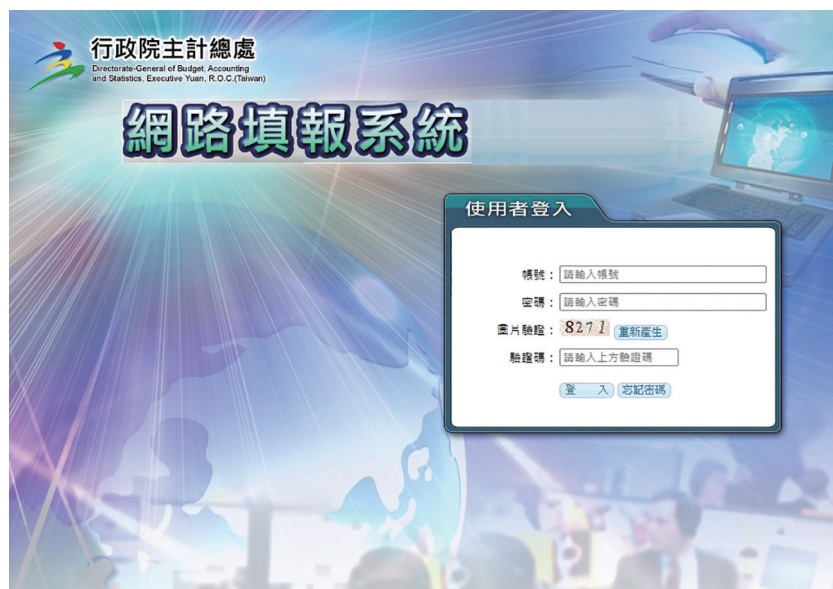 行政院主計總處
Directorate-General of Budget, Accounting
and Statistics, Executive Yuan, R.O.C.(Taiwan)
網路填報系統
使用者登入
帳號： 請輸入帳號
密碼： 請輸入密碼
圖片驗證： 8271 重新產生
驗證碼： 請輸入上方驗證碼
登 入 忘記密碼